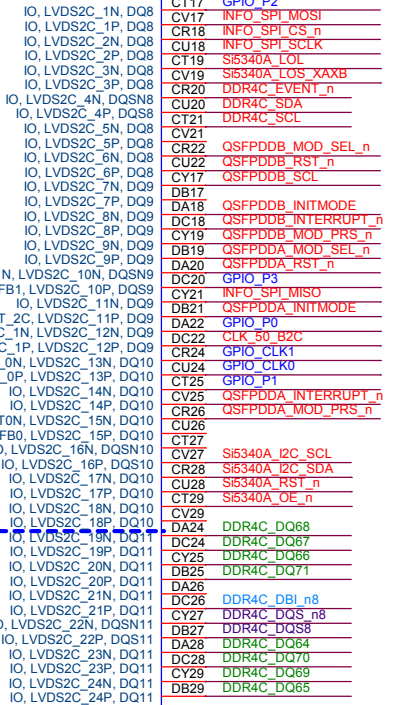 IO, LVDS2C_1N, DQ8 CT17 GPIO_P2
IO, LVDS2C_1P, DQ8 CV17 INFO_SPI_MOSI
IO, LVDS2C_2N, DQ8 CR18 INFO_SPI_CS_n
IO, LVDS2C_2P, DQ8 CU18 INFO_SPI_SCLK
IO, LVDS2C_3N, DQ8 CT19 Si5340A_LOL
IO, LVDS2C_3P, DQ8 CV19 Si5340A_LOS_XAXB
IO, LVDS2C_4N, DQSN8 CR20 DDR4C_EVENT_n
IO, LVDS2C_4P, DQS8 CU20 DDR4C_SDA
IO, LVDS2C_5N, DQ8 CT21 DDR4C_SCL
IO, LVDS2C_5P, DQ8 CV21
IO, LVDS2C_6N, DQ8 CR22 QSFPDDB_MOD_SEL_n
IO, LVDS2C_6P, DQ8 CU22 QSFPDDB_RST_n
IO, LVDS2C_7N, DQ9 CY17 QSFPDDB_SCL
IO, LVDS2C_7P, DQ9 DB17
IO, LVDS2C_8N, DQ9 DA18 QSFPDDB_INITMODE
IO, LVDS2C_8P, DQ9 DC18 QSFPDDB_INTERRUPT_n
IO, LVDS2C_9N, DQ9 CY19 QSFPDDB_MOD_PRS_n
IO, LVDS2C_9P, DQ9 DB19 QSFPDDA_MOD_SEL_n
N, LVDS2C_10N, DQSN9 DA20 QSFPDDA_RST_n
FB1, LVDS2C_10P, DQS9 DC20 GPIO_P3
IO, LVDS2C_11N, DQ9 CY21 INFO_SPI_MISO
T_2C, LVDS2C_11P, DQ9 DB21 QSFPDDA_INITMODE
C_1N, LVDS2C_12N, DQ9 DA22 GPIO_P0
C_1P, LVDS2C_12P, DQ9 DC22 CLK_50_B2C
_0N, LVDS2C_13N, DQ10 CR24 GPIO_CLK1
_0P, LVDS2C_13P, DQ10 CU24 GPIO_CLK0
IO, LVDS2C_14N, DQ10 CT25 GPIO_P1
IO, LVDS2C_14P, DQ10 CV25 QSFPDDA_INTERRUPT_n
T0N, LVDS2C_15N, DQ10 CR26 QSFPDDA_MOD_PRS_n
FB0, LVDS2C_15P, DQ10 CU26
O, LVDS2C_16N, DQSN10 CT27
IO, LVDS2C_16P, DQS10 CV27 Si5340A_I2C_SCL
IO, LVDS2C_17N, DQ10 CR28 Si5340A_I2C_SDA
IO, LVDS2C_17P, DQ10 CU28 Si5340A_RST_n
IO, LVDS2C_18N, DQ10 CT29 Si5340A_OE_n
IO, LVDS2C_18P, DQ10 CV29
IO, LVDS2C_19N, DQ11 DA24 DDR4C_DQ68
IO, LVDS2C_19P, DQ11 DC24 DDR4C_DQ67
IO, LVDS2C_20N, DQ11 CY25 DDR4C_DQ66
IO, LVDS2C_20P, DQ11 DB25 DDR4C_DQ71
IO, LVDS2C_21N, DQ11 DA26
IO, LVDS2C_21P, DQ11 DC26 DDR4C_DBI_n8
O, LVDS2C_22N, DQSN11 CY27 DDR4C_DQS_n8
IO, LVDS2C_22P, DQS11 DB27 DDR4C_DQS8
IO, LVDS2C_23N, DQ11 DA28 DDR4C_DQ64
IO, LVDS2C_23P, DQ11 DC28 DDR4C_DQ70
IO, LVDS2C_24N, DQ11 CY29 DDR4C_DQ69
IO, LVDS2C_24P, DQ11 DB29 DDR4C_DQ65